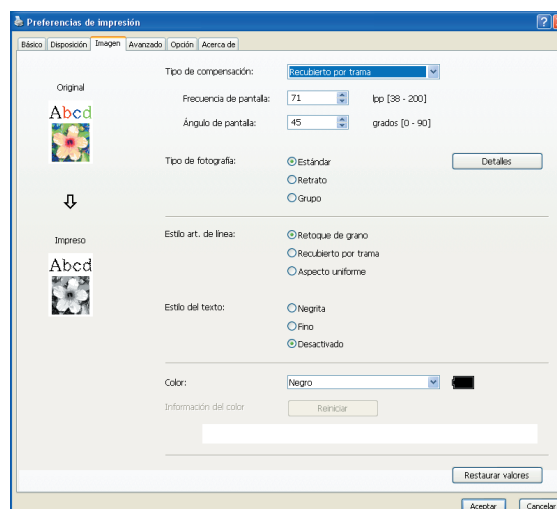 Preferencias de impresión
Básico Disposición Imagen Avanzado Opción Acerca de
Original
Abcd
Impreso
Abcd
Tipo de compensación: Recubierto por trama
Frecuencia de pantalla: 71 lpp [38 - 200]
Ángulo de pantalla: 45 grados [0 - 90]
Tipo de fotografía: Estándar Detalles
Retrato
Grupo
Estilo art. de línea: Retoque de grano
Recubierto por trama
Aspecto uniforme
Estilo del texto: Negrita
Fino
Desactivado
Color: Negro
Información del color Reiniciar
Restaurar valores
Aceptar Cancelar